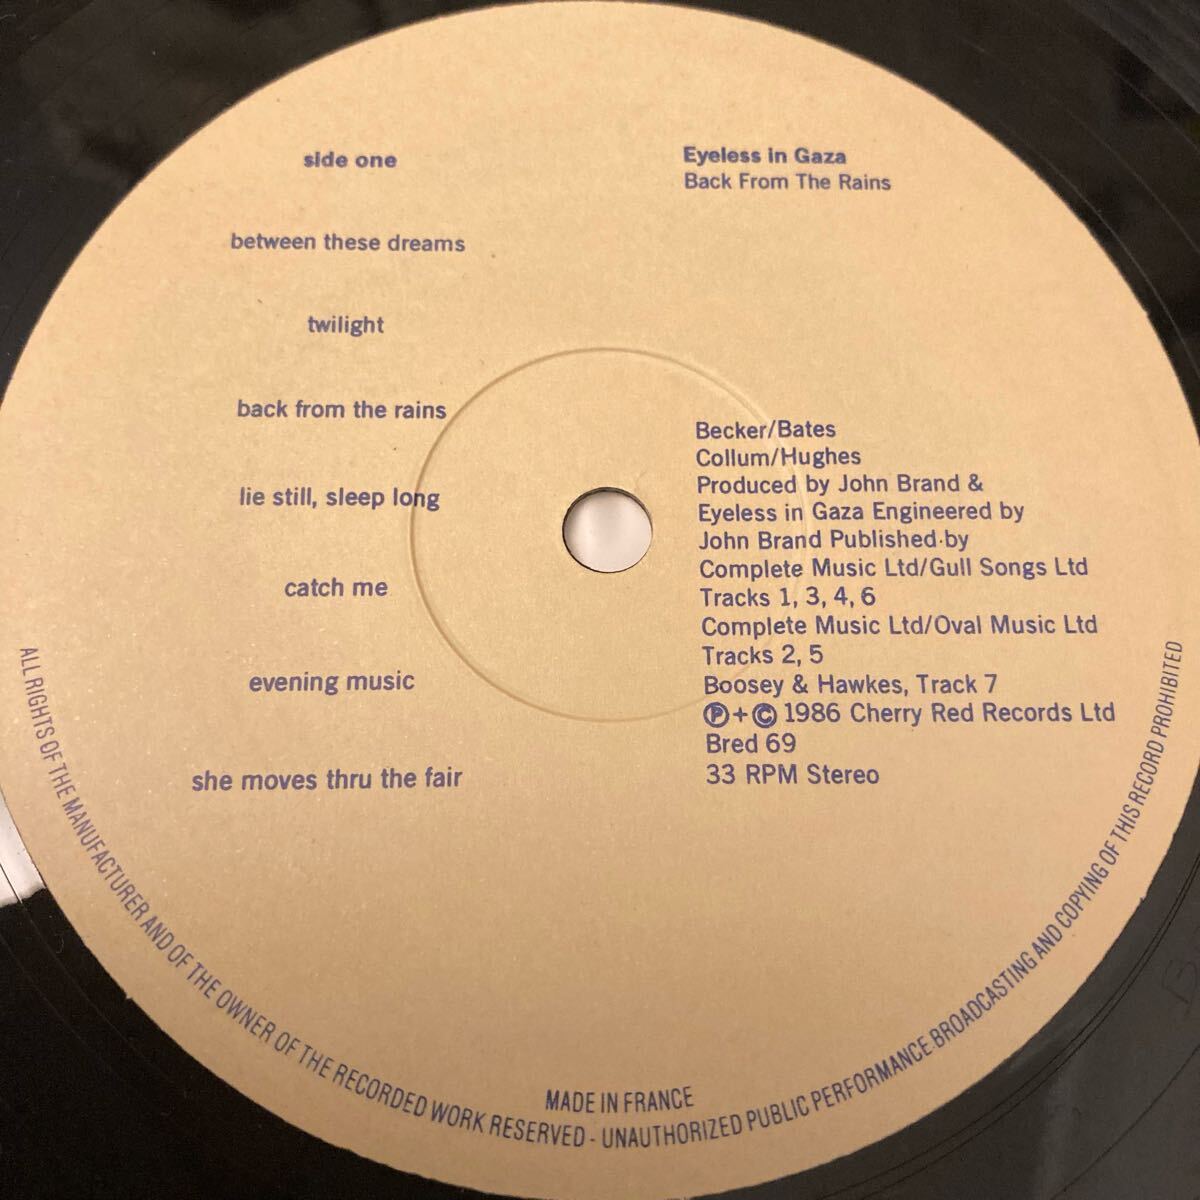 side one
between these dreams
twilight
back from the rains
lie still, sleep long
catch me
evening music
she moves thru the fair
Eyeless in Gaza
Back From The Rains
Becker/Bates
Collum/Hughes
Produced by John Brand &
Eyeless in Gaza Engineered by
John Brand Published by
Complete Music Ltd/Gull Songs Ltd
Tracks 1, 3, 4, 6
Complete Music Ltd/Oval Music Ltd
Tracks 2, 5
Boosey & Hawkes, Track 7
Ⓟ+© 1986 Cherry Red Records Ltd
Bred 69
33 RPM Stereo
MADE IN FRANCE
ALL RIGHTS OF THE MANUFACTURER AND OF THE OWNER OF THE RECORDED WORK RESERVED - UNAUTHORIZED PUBLIC PERFORMANCE BROADCASTING AND COPYING OF THIS RECORD PROHIBITED